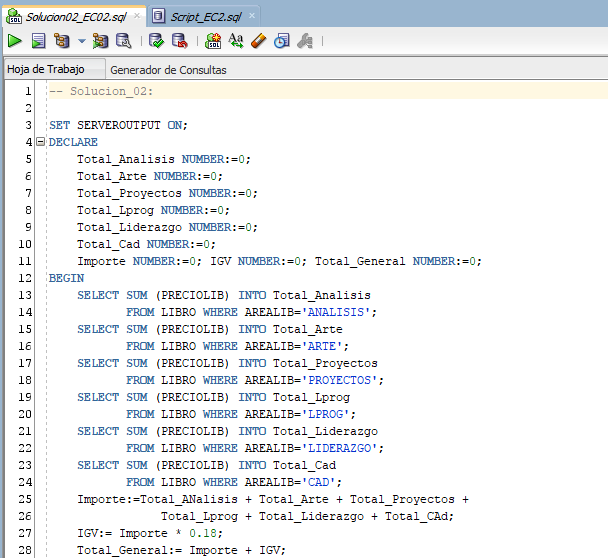 Solucion02_EC02.sql Script_EC2.sql
SQL SQL Aa
Hoja de Trabajo Generador de Consultas
1 -- Solucion_02:
2
3 SET SERVEROUTPUT ON;
4 DECLARE
5 Total_Analisis NUMBER:=0;
6 Total_Arte NUMBER:=0;
7 Total_Proyectos NUMBER:=0;
8 Total_Lprog NUMBER:=0;
9 Total_Liderazgo NUMBER:=0;
10 Total_Cad NUMBER:=0;
11 Importe NUMBER:=0; IGV NUMBER:=0; Total_General NUMBER:=0;
12 BEGIN
13 SELECT SUM (PRECIOLIB) INTO Total_Analisis
14 FROM LIBRO WHERE AREALIB='ANALISIS';
15 SELECT SUM (PRECIOLIB) INTO Total_Arte
16 FROM LIBRO WHERE AREALIB='ARTE';
17 SELECT SUM (PRECIOLIB) INTO Total_Proyectos
18 FROM LIBRO WHERE AREALIB='PROYECTOS';
19 SELECT SUM (PRECIOLIB) INTO Total_Lprog
20 FROM LIBRO WHERE AREALIB='LPROG';
21 SELECT SUM (PRECIOLIB) INTO Total_Liderazgo
22 FROM LIBRO WHERE AREALIB='LIDERAZGO';
23 SELECT SUM (PRECIOLIB) INTO Total_Cad
24 FROM LIBRO WHERE AREALIB='CAD';
25 Importe:=Total_ANalisis + Total_Arte + Total_Proyectos +
26 Total_Lprog + Total_Liderazgo + Total_CAd;
27 IGV:= Importe * 0.18;
28 Total_General:= Importe + IGV;